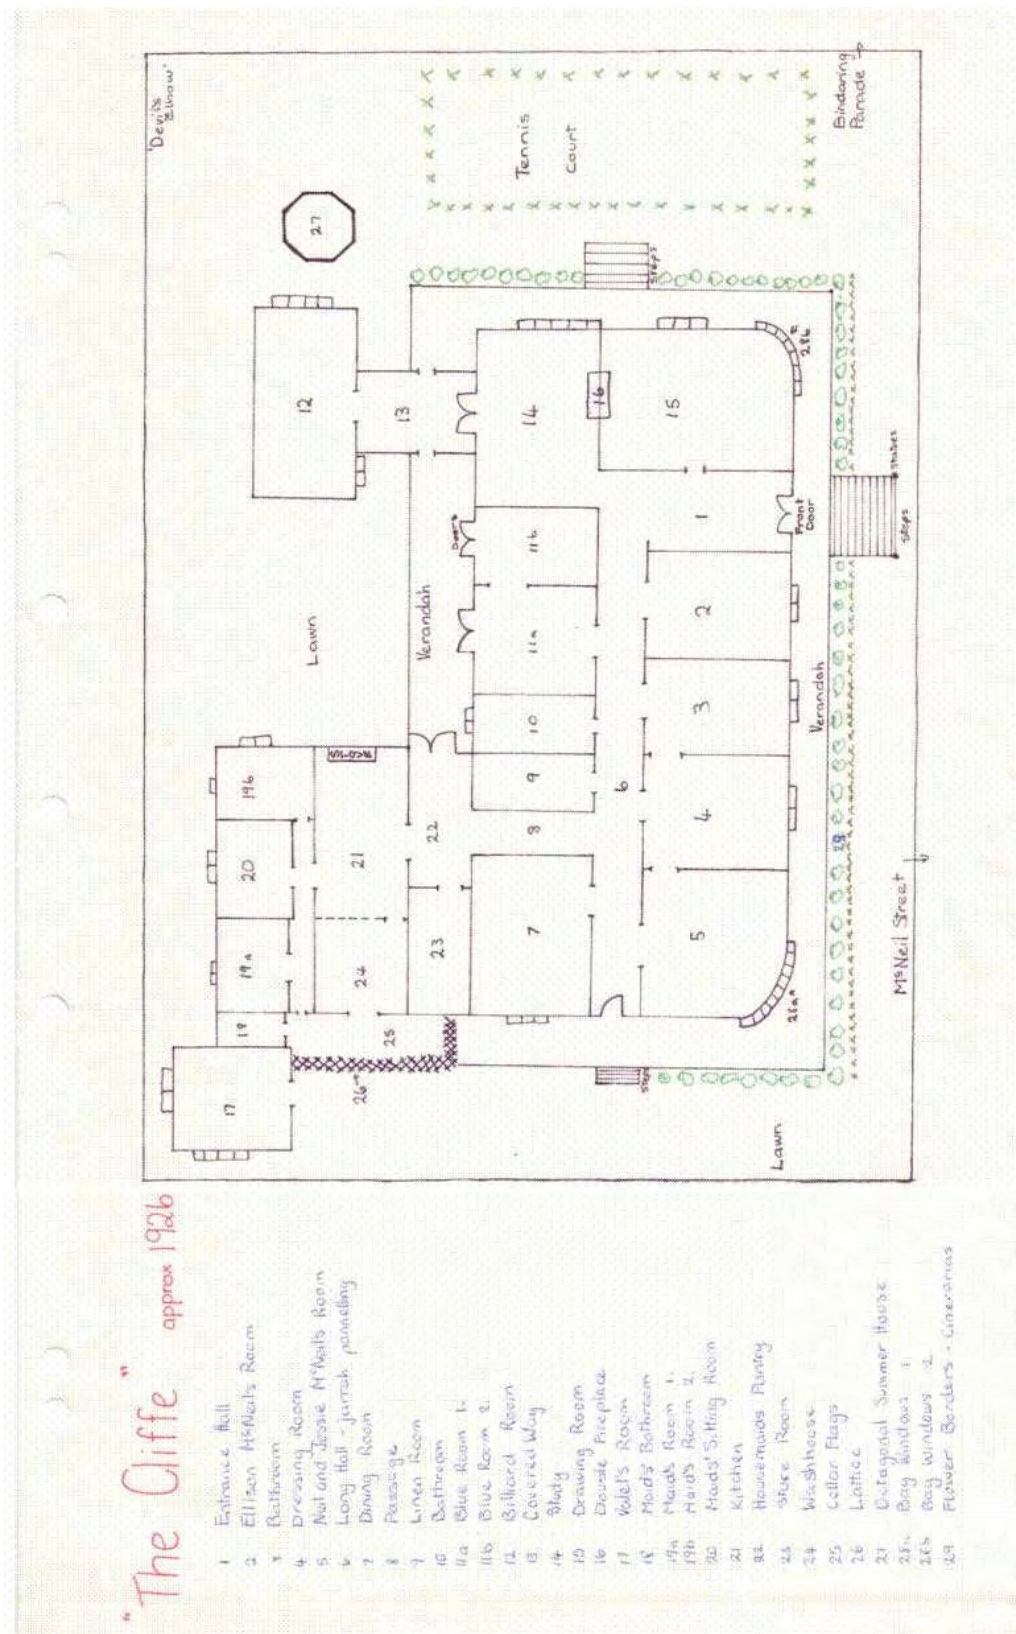 "The Cliffe" approx 1926
1 Entrance Hall
2 Ellison McNeils Room
3 Bathroom
4 Dressing Room
5 Neil and Jessie McNeils Room
6 Long Hall - jarrah pannelling
7 Dining Room
8 Passage
9 Linen Room
10 Bathroom
11a Blue Room 1.
11b Blue Room 2.
12 Billiard Room
13 Covered Way
14 Study
15 Drawing Room
16 Double Fireplace
17 Valet's Room
18 Maids' Bathroom
19a Maids Room 1.
19b Maids Room 2.
20 Maids' Sitting Room
21 Kitchen
22 Housemaids Pantry
23 Store Room
24 Washhouse
25 Cellar Flags
26 Lattice
27 Octagonal Summer House
28a Bay Windows 1
28b Bay Windows 2
29 Flower Borders - Cinerarias
'Devil's Elbow'
27
Tennis
Court
Bindaring
Parade
12
13
14
16
15
28b
Steps
Lawn
Verandah
Doors
11b
11a
10
9
8
1
2
3
4
5
6
7
Front
Door
Steps
Verandah
29
McNeil Street
19b
20
19a
18
17
21
22
23
24
25
26
28a
Steps
Lawn